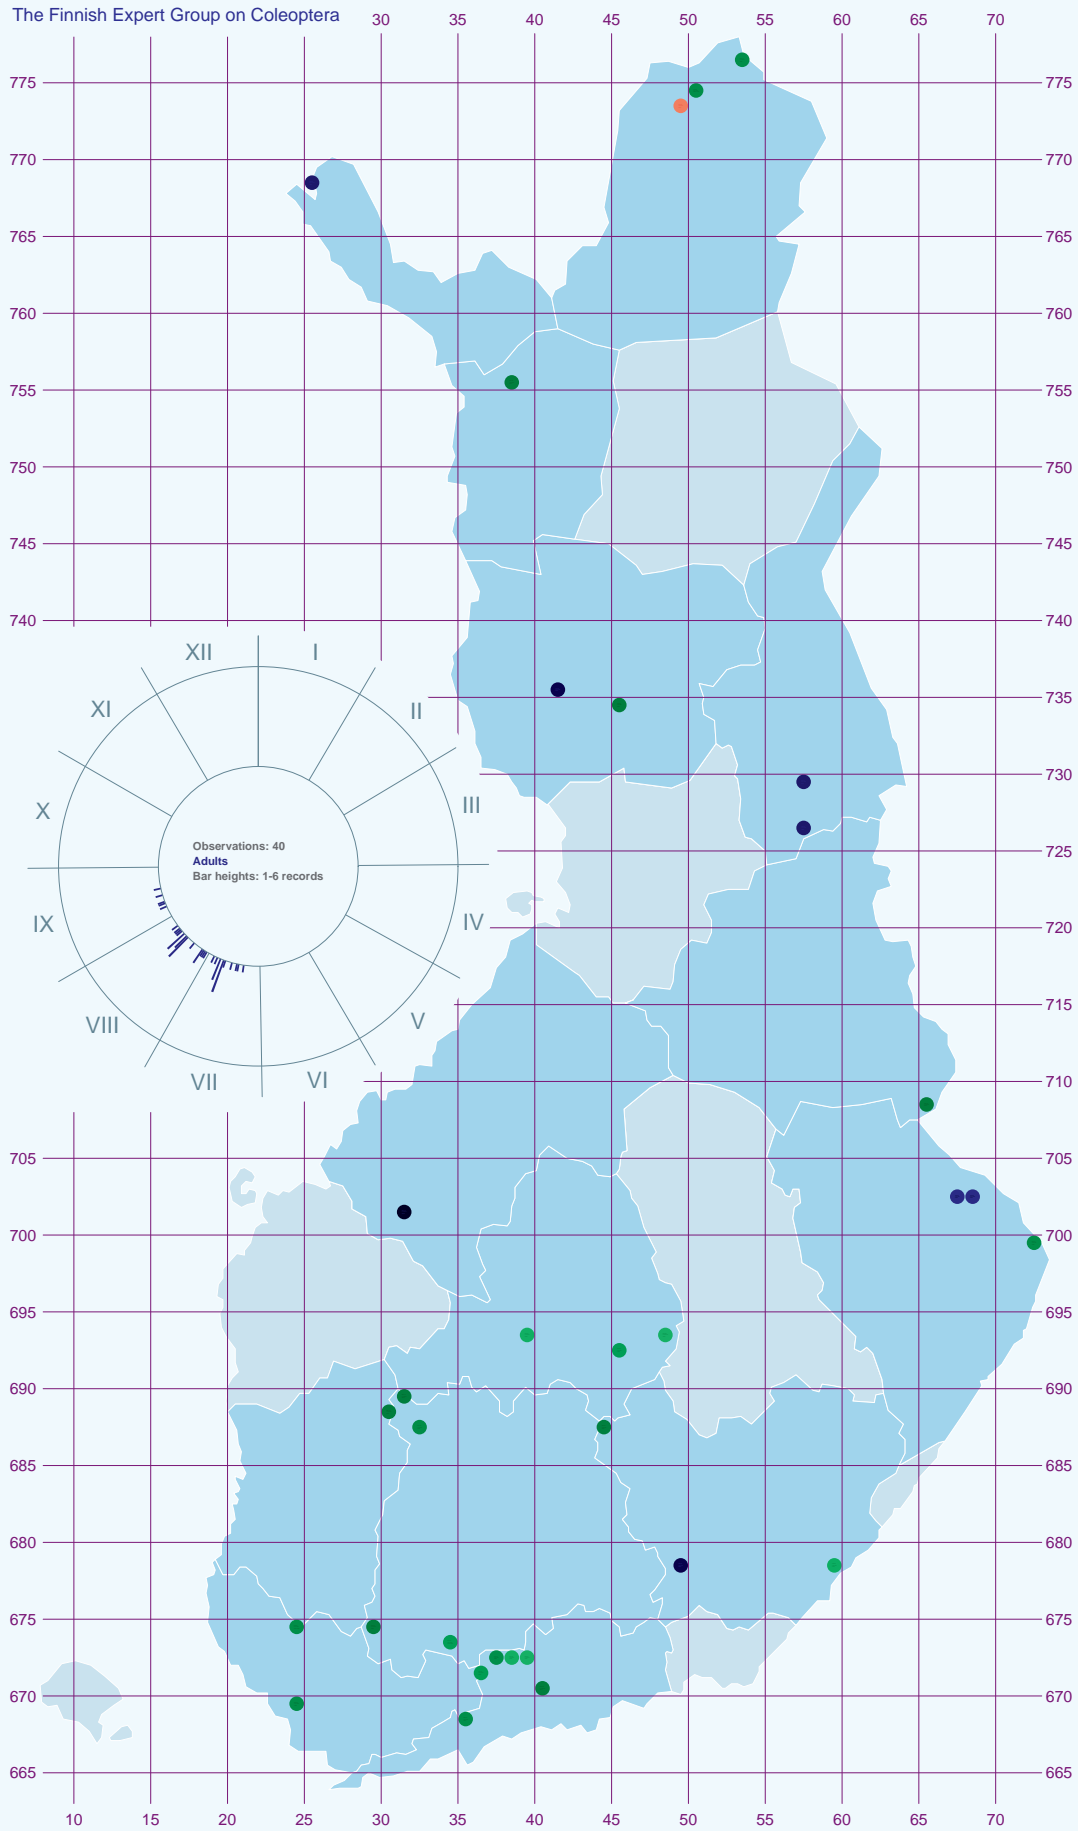 The Finnish Expert Group on Coleoptera
30 35 40 45 50 55 60 65 70
775 775
770 770
765 765
760 760
755 755
750 750
745 745
740 740
XII I
XI II
735
X III
730
Observations: 40
Adults
Bar heights: 1-6 records
725
IX IV
720
715
VIII V
VII VI
710
705 705
700 700
695 695
690 690
685 685
680 680
675 675
670 670
665 665
10 15 20 25 30 35 40 45 50 55 60 65 70